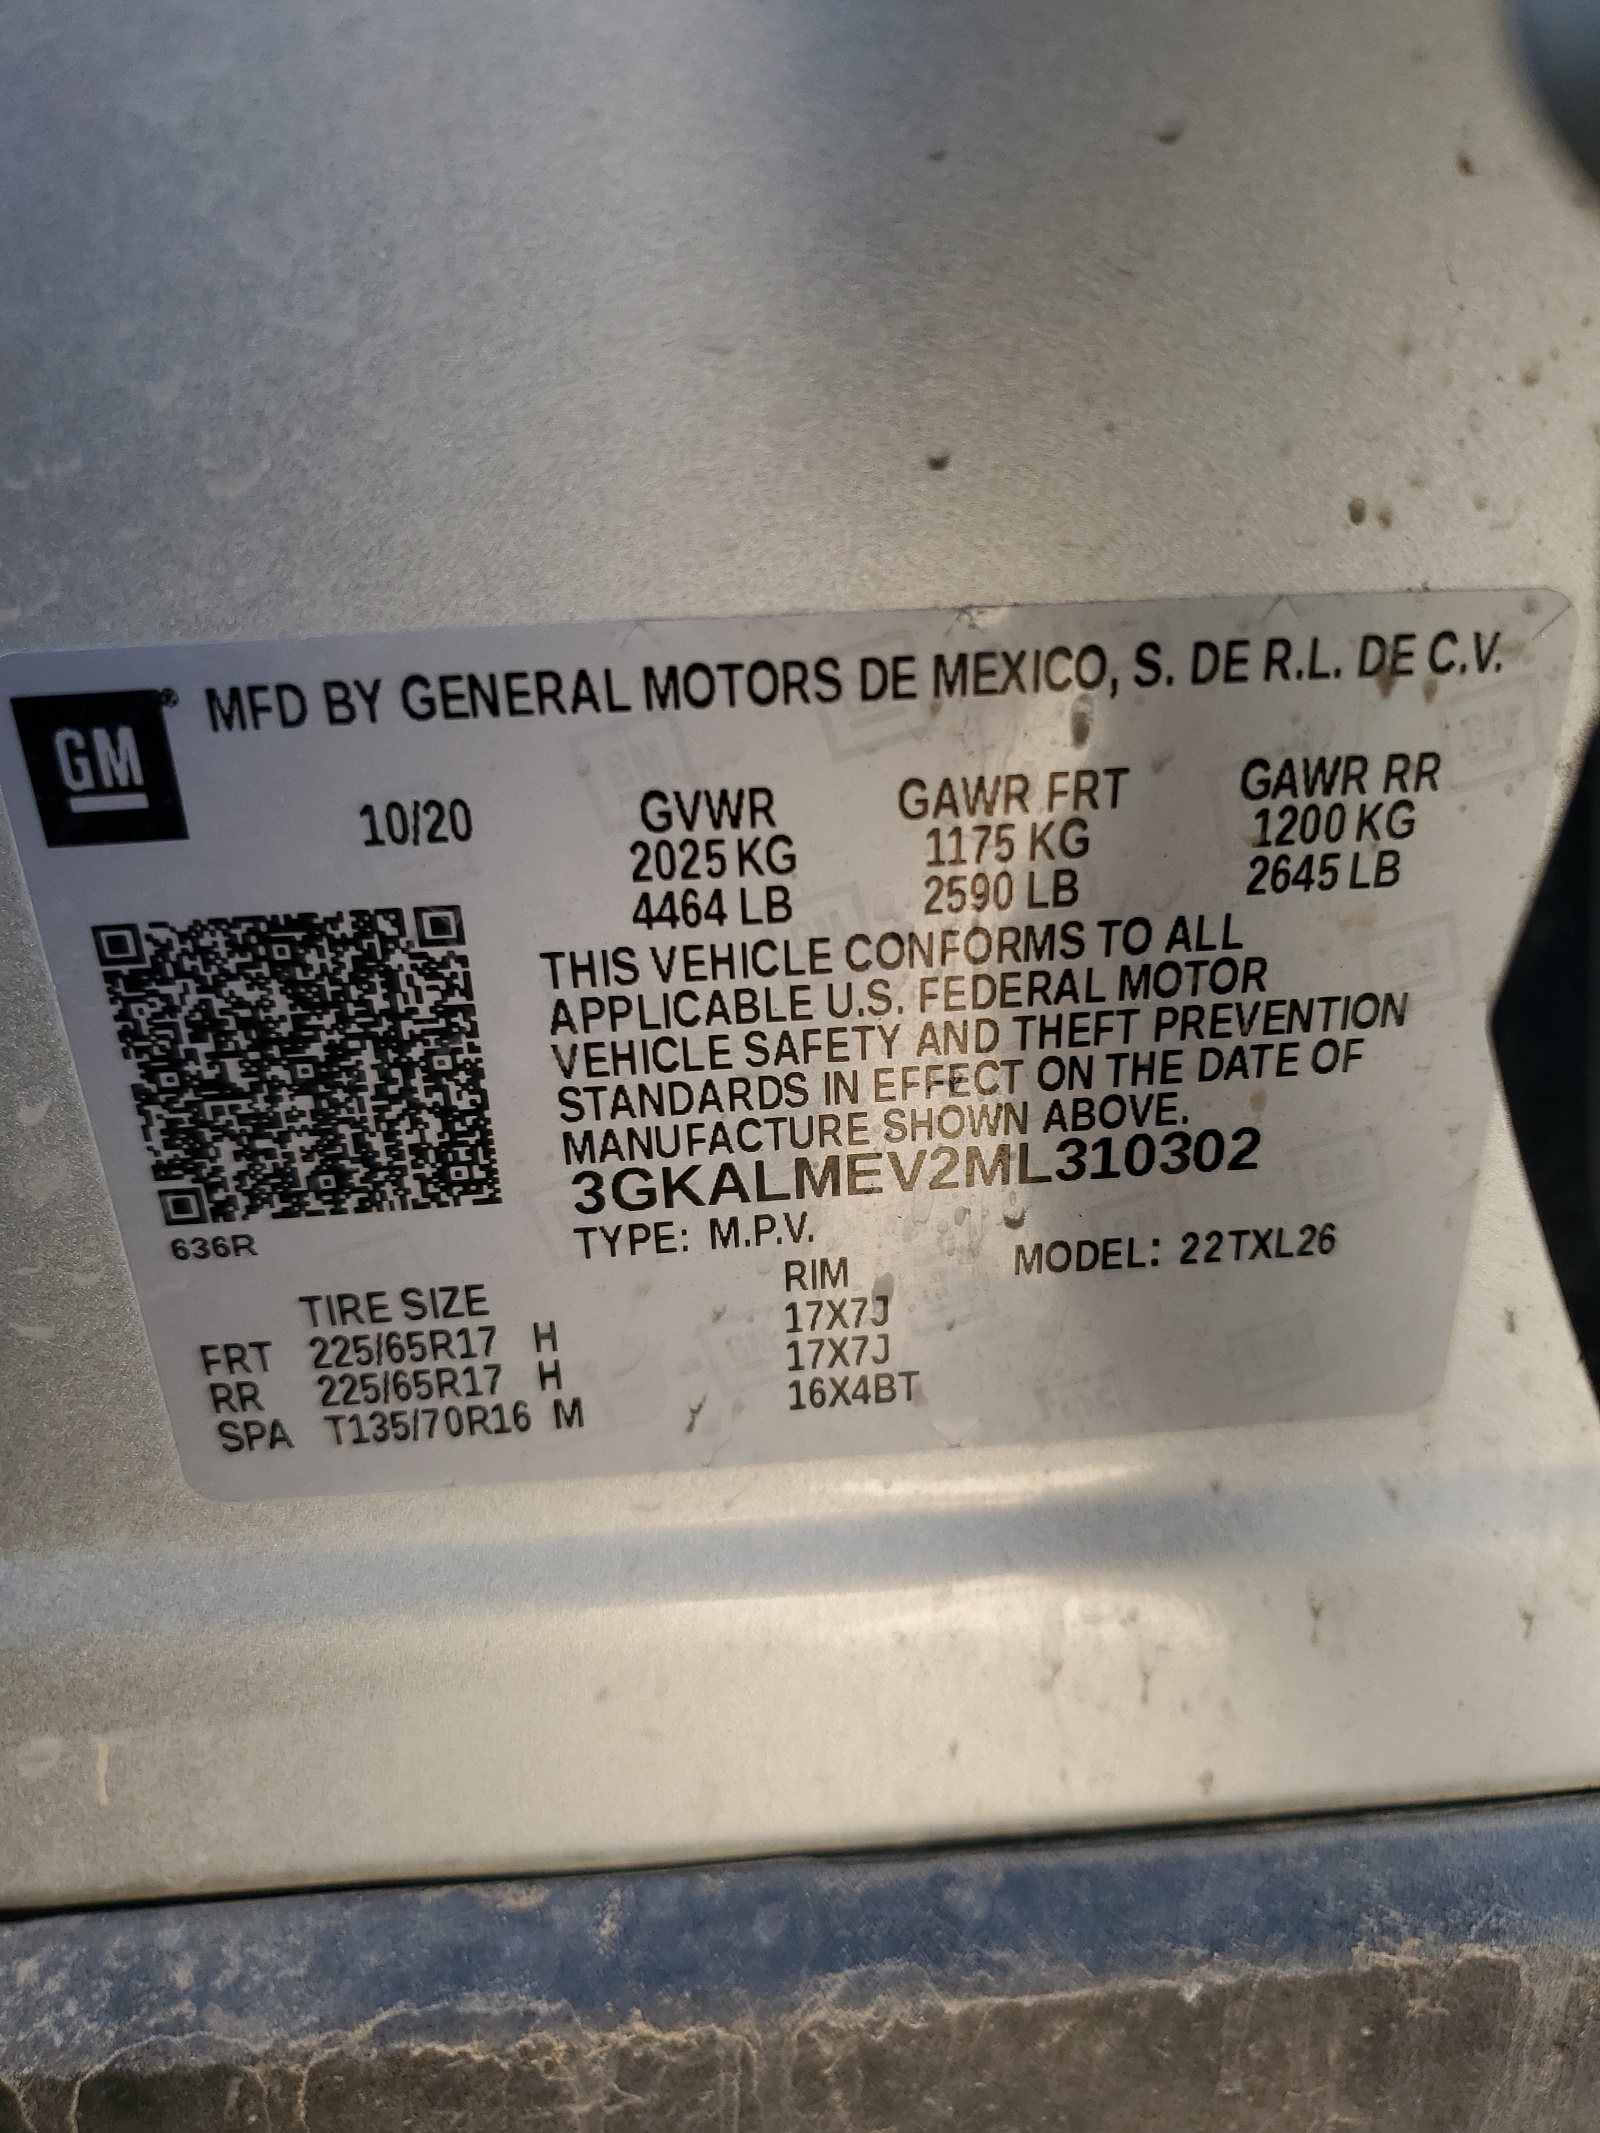 GM ® MFD BY GENERAL MOTORS DE MEXICO, S. DE R.L. DE C.V.
10/20 GVWR GAWR FRT GAWR RR
2025 KG 1175 KG 1200 KG
4464 LB 2590 LB 2645 LB
THIS VEHICLE CONFORMS TO ALL
APPLICABLE U.S. FEDERAL MOTOR
VEHICLE SAFETY AND THEFT PREVENTION
STANDARDS IN EFFECT ON THE DATE OF
MANUFACTURE SHOWN ABOVE.
3GKALMEV2ML310302
636R
TYPE: M.P.V. MODEL: 22TXL26
TIRE SIZE RIM
FRT 225/65R17 H 17X7J
RR 225/65R17 H 17X7J
SPA T135/70R16 M 16X4BT